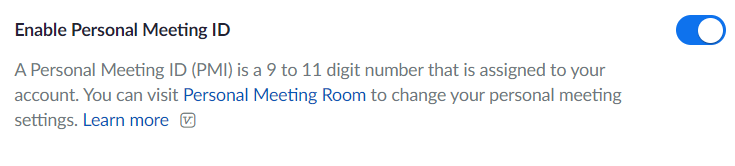 Enable Personal Meeting ID
A Personal Meeting ID (PMI) is a 9 to 11 digit number that is assigned to your
account. You can visit Personal Meeting Room to change your personal meeting
settings. Learn more